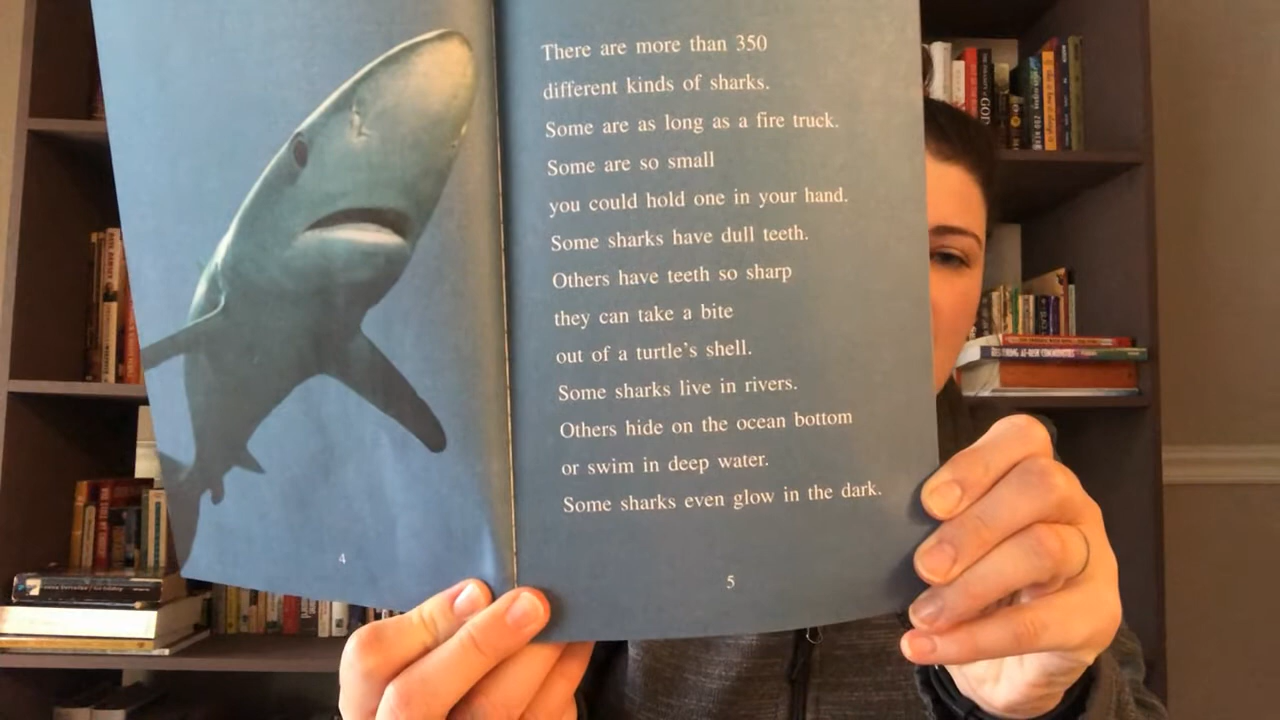 There are more than 350
different kinds of sharks.
Some are as long as a fire truck.
Some are so small
you could hold one in your hand.
Some sharks have dull teeth.
Others have teeth so sharp
they can take a bite
out of a turtle's shell.
Some sharks live in rivers.
Others hide on the ocean bottom
or swim in deep water.
Some sharks even glow in the dark.
4
5